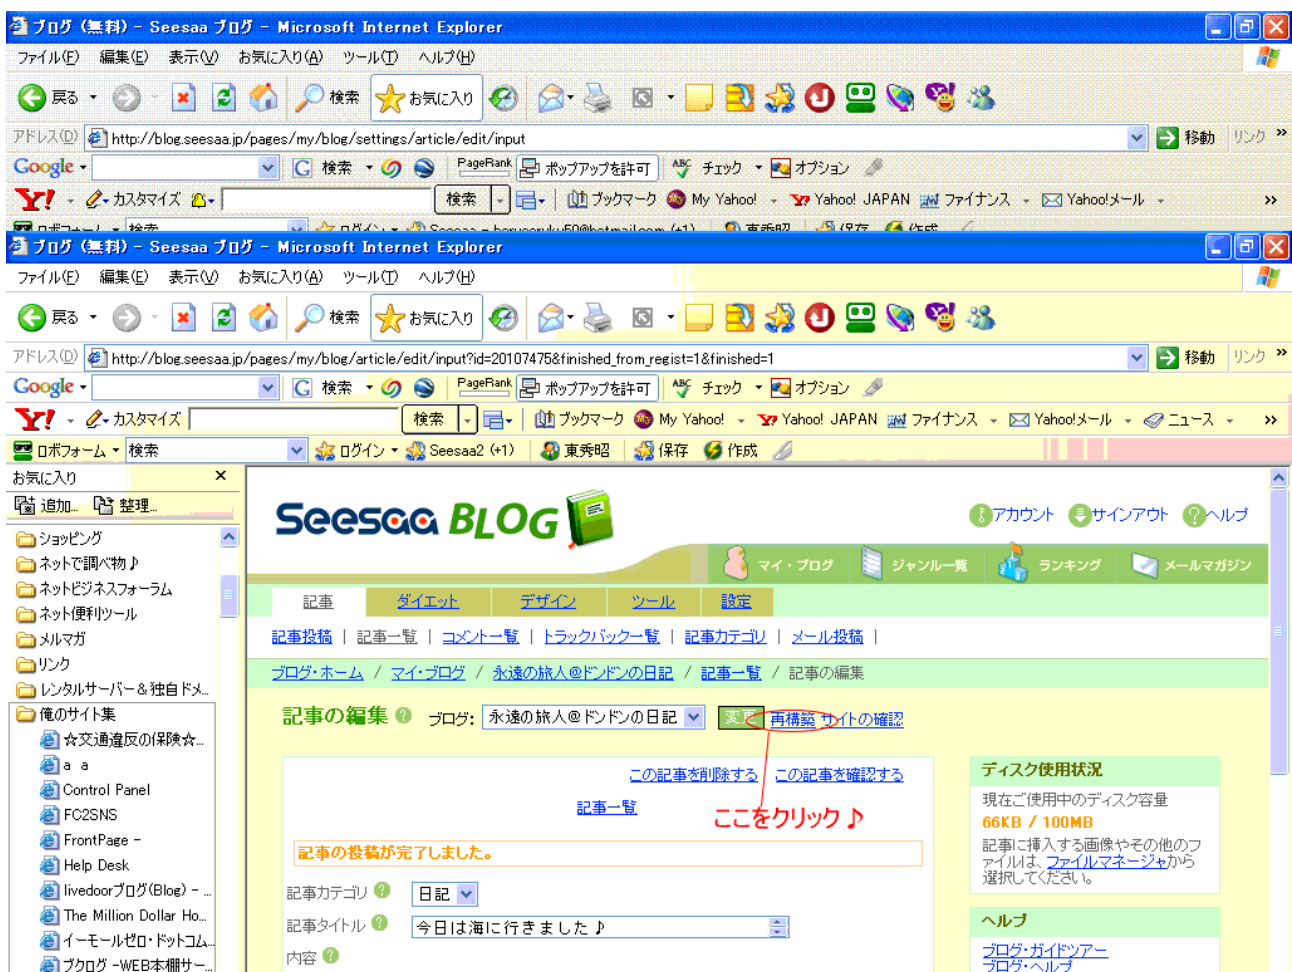 ブログ (無料) - Seesaa ブログ - Microsoft Internet Explorer
ファイル(F) 編集(E) 表示(V) お気に入り(A) ツール(T) ヘルプ(H)
戻る 検索 お気に入り
アドレス(D) http://blog.seesaa.jp/pages/my/blog/settings/article/edit/input 移動 リンク »
Google 検索 PageRank ポップアップを許可 ABC チェック オプション
Y! カスタマイズ 検索 ブックマーク My Yahoo! Yahoo! JAPAN ファイナンス Yahoo!メール »
ブログ (無料) - Seesaa ブログ - Microsoft Internet Explorer
ファイル(F) 編集(E) 表示(V) お気に入り(A) ツール(T) ヘルプ(H)
戻る 検索 お気に入り
アドレス(D) http://blog.seesaa.jp/pages/my/blog/article/edit/input?id=20107475&finished_from_regist=1&finished=1 移動 リンク »
Google 検索 PageRank ポップアップを許可 ABC チェック オプション
Y! カスタマイズ 検索 ブックマーク My Yahoo! Yahoo! JAPAN ファイナンス Yahoo!メール ニュース »
ロボフォーム 検索 ログイン Seesaa2 (+1) 東秀昭 保存 作成
お気に入り ×
追加... 整理...
ショッピング
ネットで調べ物♪
ネットビジネスフォーラム
ネット便利ツール
メルマガ
リンク
レンタルサーバー＆独自ドメ...
俺のサイト集
☆交通違反の保険☆...
a a
Control Panel
FC2SNS
FrontPage -
Help Desk
livedoorブログ(Blog) - ...
The Million Dollar Ho...
イーモールゼロ・ドットコム...
ブクログ -WEB本棚サー...
Seesaa BLOG
アカウント サインアウト ヘルプ
マイ・ブログ ジャンル一覧 ランキング メールマガジン
記事 ダイエット デザイン ツール 設定
記事投稿 | 記事一覧 | コメント一覧 | トラックバック一覧 | 記事カテゴリ | メール投稿 |
ブログ・ホーム / マイ・ブログ / 永遠の旅人@ドンドンの日記 / 記事一覧 / 記事の編集
記事の編集 ブログ: 永遠の旅人@ドンドンの日記 変更 再構築 サイトの確認
この記事を削除する この記事を確認する
記事一覧
ここをクリック♪
記事の投稿が完了しました。
記事カテゴリ 日記
記事タイトル 今日は海に行きました♪
内容
ディスク使用状況
現在ご使用中のディスク容量
66KB / 100MB
記事に挿入する画像やその他のフ
ァイルは、ファイルマネージャから
選択してください。
ヘルプ
ブログ・ガイドツアー
ブログ・ヘルプ